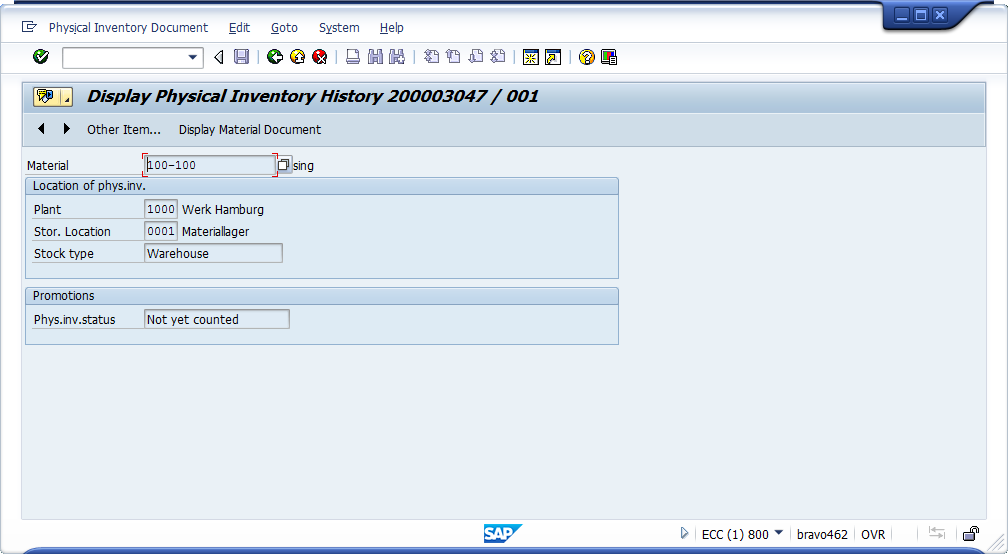 Physical Inventory Document Edit Goto System Help
Display Physical Inventory History 200003047 / 001
Other Item... Display Material Document
Material 100-100 sing
Location of phys.inv.
Plant 1000 Werk Hamburg
Stor. Location 0001 Materiallager
Stock type Warehouse
Promotions
Phys.inv.status Not yet counted
SAP ECC (1) 800 bravo462 OVR